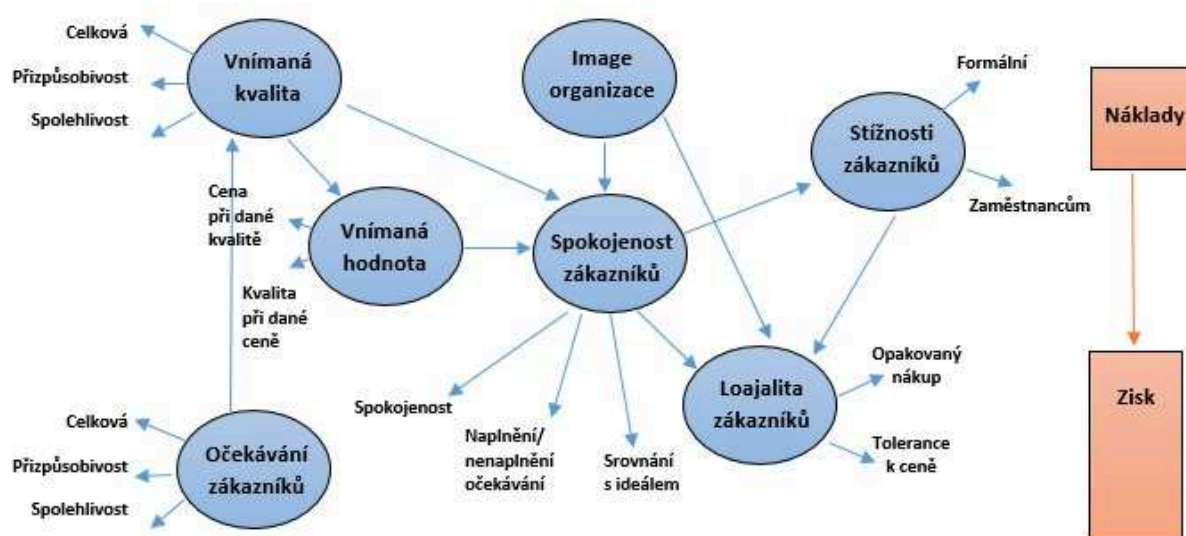 Celková
Přizpůsobivost
Spolehlivost
Vnímaná
kvalita
Image
organizace
Formální
Stížnosti
zákazníků
Zaměstnancům
Náklady
Cena
při dané
kvalitě
Vnímaná
hodnota
Spokojenost
zákazníků
Kvalita
při dané
ceně
Opakovaný
nákup
Loajalita
zákazníků
Tolerance
k ceně
Zisk
Spokojenost
Naplnění/
nenaplnění
očekávání
Srovnání
s ideálem
Celková
Přizpůsobivost
Spolehlivost
Očekávání
zákazníků